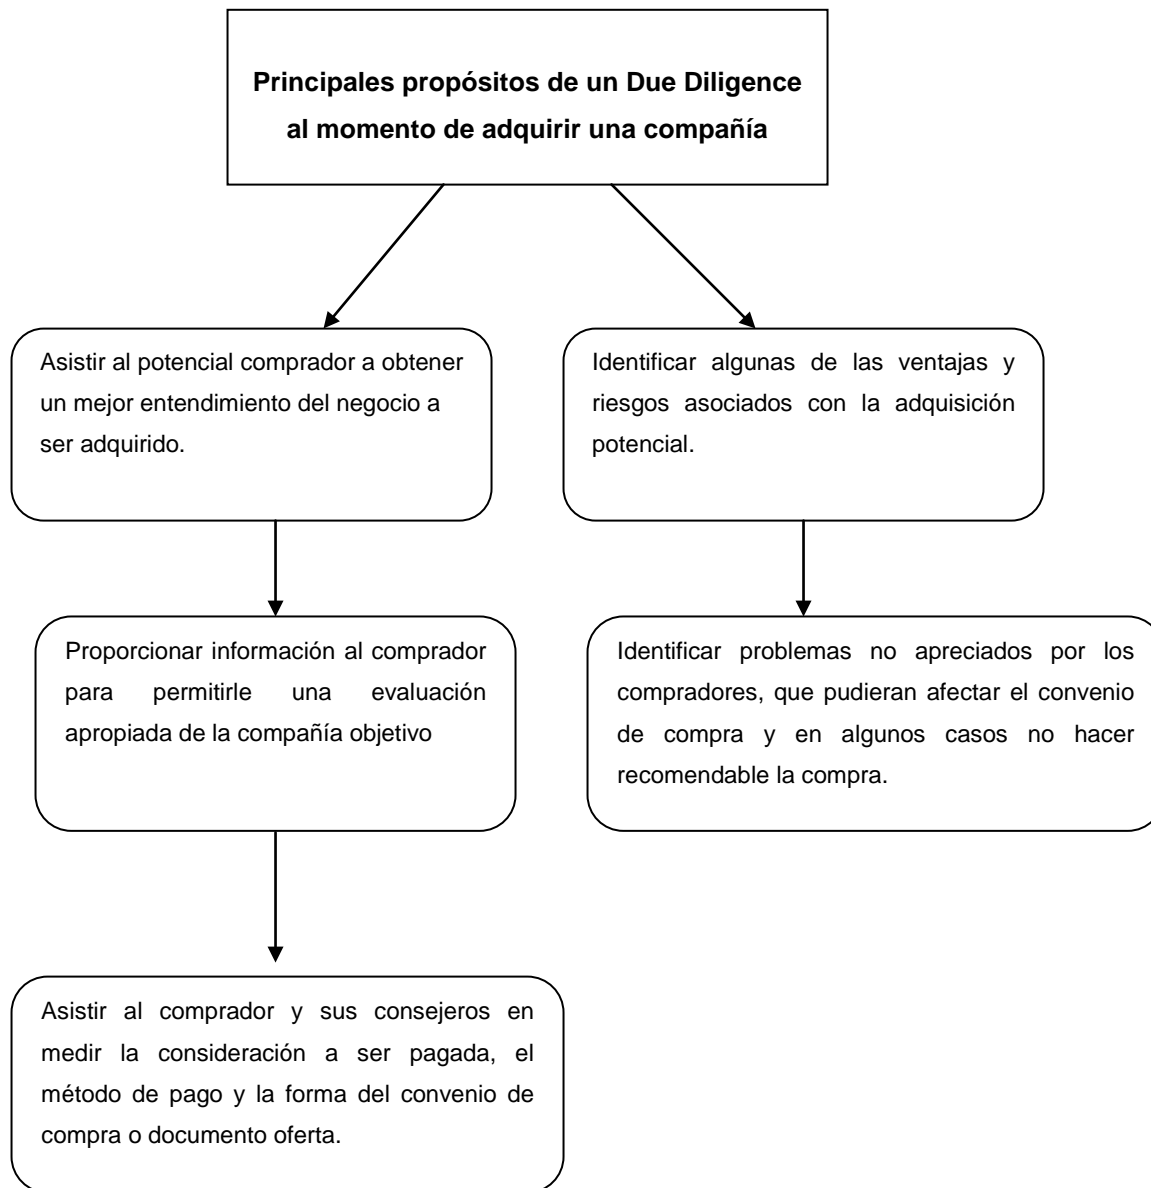 Principales propósitos de un Due Diligence
al momento de adquirir una compañía
Asistir al potencial comprador a obtener
un mejor entendimiento del negocio a
ser adquirido.
Identificar algunas de las ventajas y
riesgos asociados con la adquisición
potencial.
Proporcionar información al comprador
para permitirle una evaluación
apropiada de la compañía objetivo
Identificar problemas no apreciados por los
compradores, que pudieran afectar el convenio
de compra y en algunos casos no hacer
recomendable la compra.
Asistir al comprador y sus consejeros en
medir la consideración a ser pagada, el
método de pago y la forma del convenio de
compra o documento oferta.